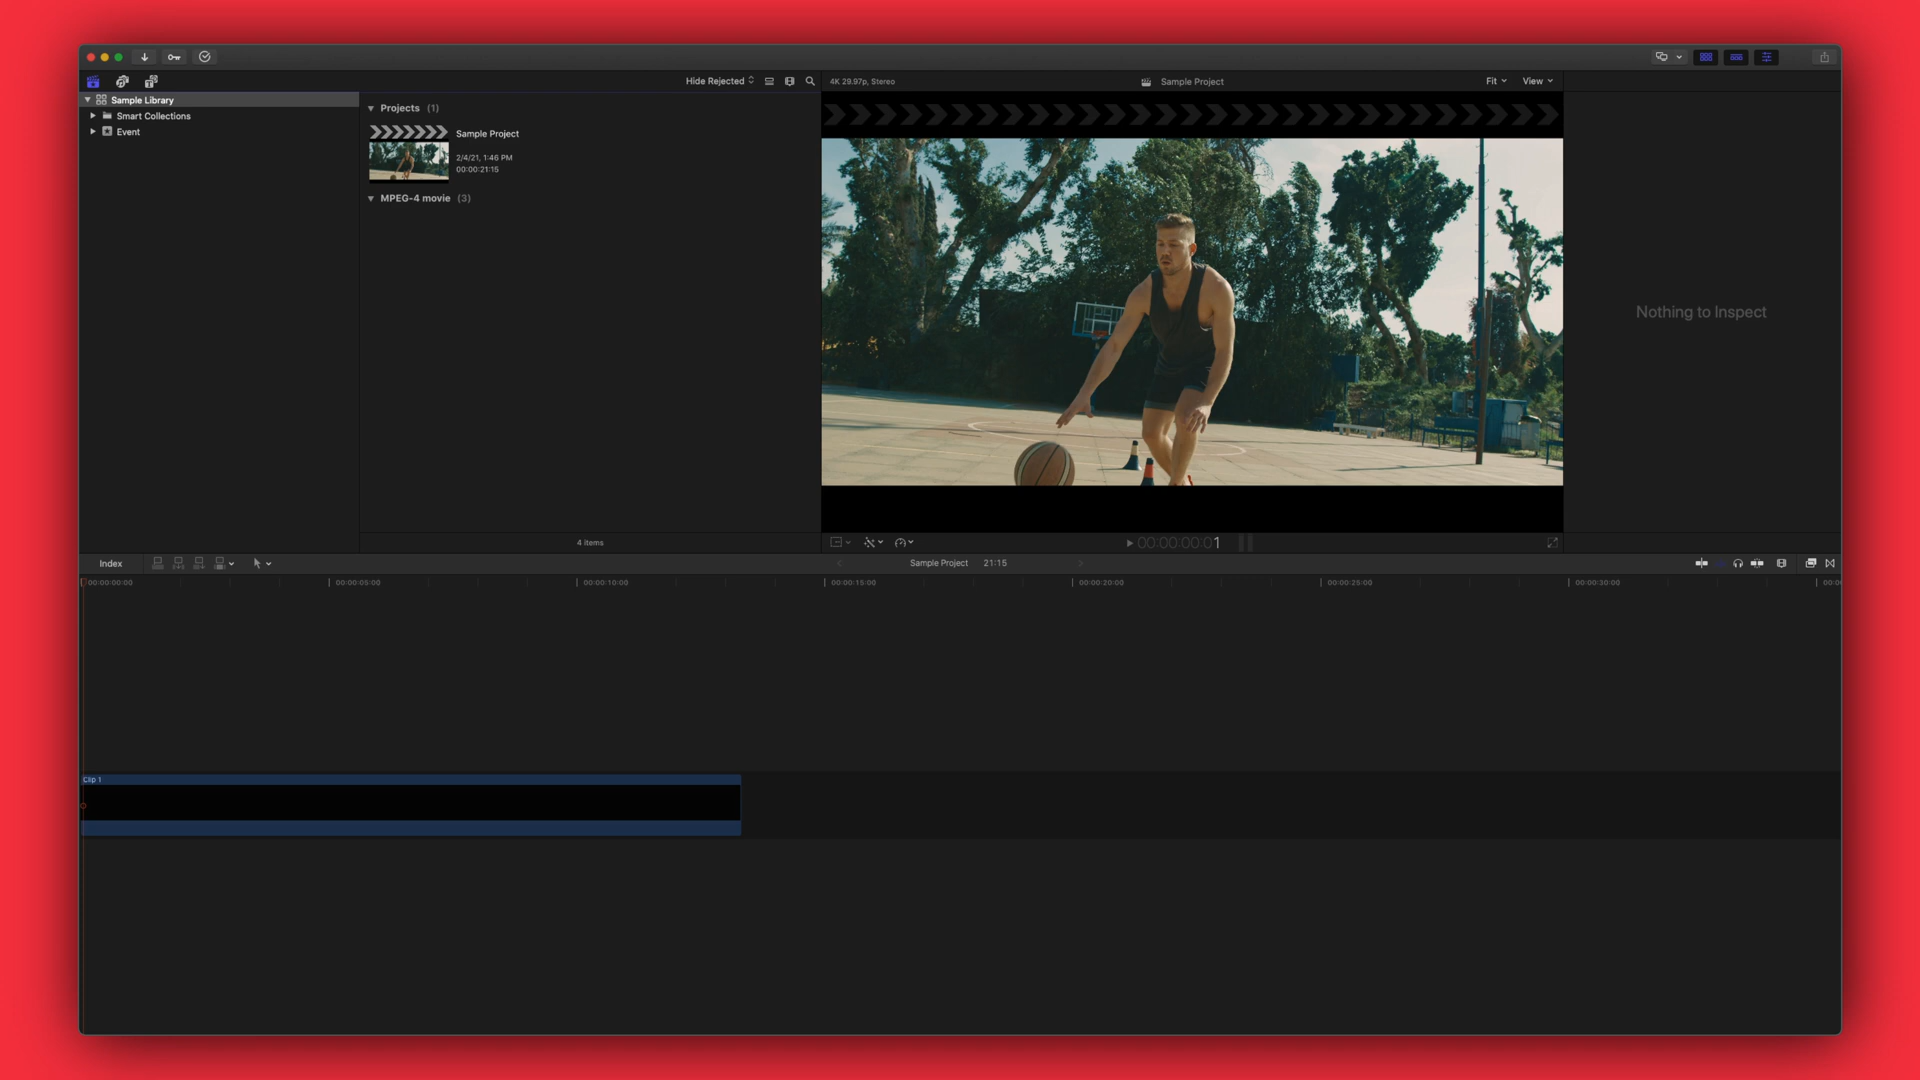 Hide Rejected
4K 29.97p, Stereo
Sample Project
Fit
View
Sample Library
Smart Collections
Event
Projects (1)
Sample Project
2/4/21, 1:46 PM
00:00:21:15
MPEG-4 movie (3)
Nothing to Inspect
4 items
00:00:00:01
Index
Sample Project
21:15
00:00:00:00
00:00:05:00
00:00:10:00
00:00:15:00
00:00:20:00
00:00:25:00
00:00:30:00
00:0
Clip 1